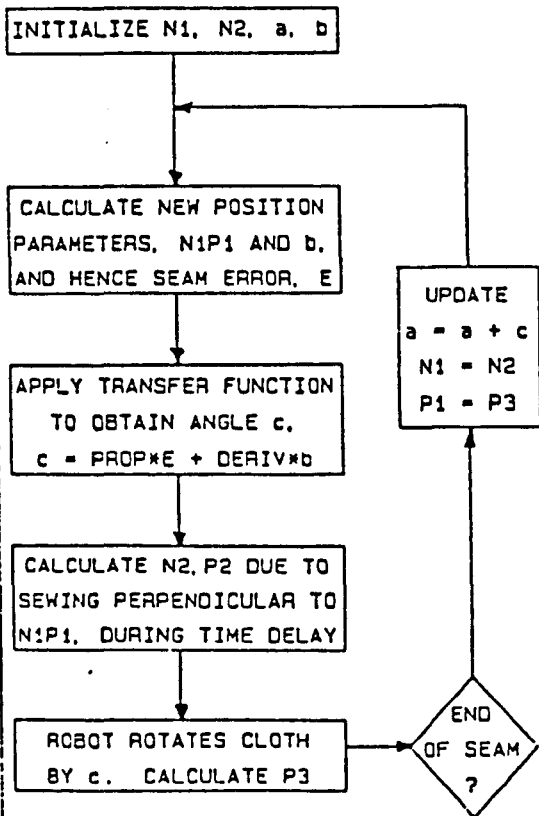 INITIALIZE N1, N2, a, b
CALCULATE NEW POSITION
PARAMETERS, N1P1 AND b,
AND HENCE SEAM ERROR, E
APPLY TRANSFER FUNCTION
TO OBTAIN ANGLE c.
c = PROP*E + DERIV*b
CALCULATE N2,P2 DUE TO
SEWING PERPENDICULAR TO
N1P1, DURING TIME DELAY
ROBOT ROTATES CLOTH
BY c. CALCULATE P3
END
OF SEAM
?
UPDATE
a = a + c
N1 = N2
P1 = P3